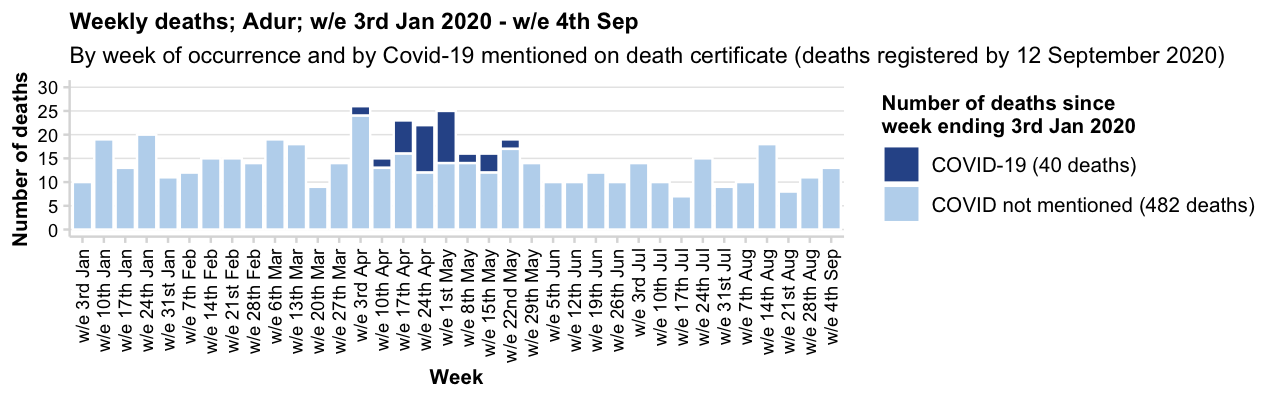 Weekly deaths; Adur; w/e 3rd Jan 2020 - w/e 4th Sep
By week of occurrence and by Covid-19 mentioned on death certificate (deaths registered by 12 September 2020)
Number of deaths
30
25
20
15
10
5
0
w/e 3rd Jan
w/e 10th Jan
w/e 17th Jan
w/e 24th Jan
w/e 31st Jan
w/e 7th Feb
w/e 14th Feb
w/e 21st Feb
w/e 28th Feb
w/e 6th Mar
w/e 13th Mar
w/e 20th Mar
w/e 27th Mar
w/e 3rd Apr
w/e 10th Apr
w/e 17th Apr
w/e 24th Apr
w/e 1st May
w/e 8th May
w/e 15th May
w/e 22nd May
w/e 29th May
w/e 5th Jun
w/e 12th Jun
w/e 19th Jun
w/e 26th Jun
w/e 3rd Jul
w/e 10th Jul
w/e 17th Jul
w/e 24th Jul
w/e 31st Jul
w/e 7th Aug
w/e 14th Aug
w/e 21st Aug
w/e 28th Aug
w/e 4th Sep
Week
Number of deaths since
week ending 3rd Jan 2020
COVID-19 (40 deaths)
COVID not mentioned (482 deaths)